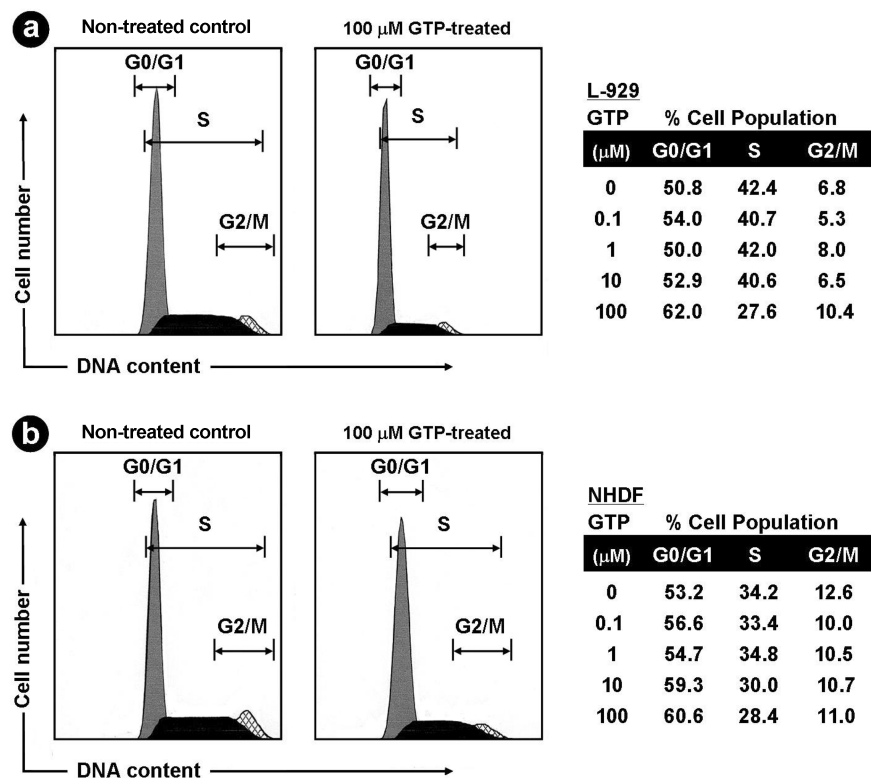 a
Non-treated control
100 μM GTP-treated
G0/G1
S
G2/M
G0/G1
S
G2/M
Cell number
DNA content
L-929
GTP % Cell Population
(μM) G0/G1 S G2/M
0 50.8 42.4 6.8
0.1 54.0 40.7 5.3
1 50.0 42.0 8.0
10 52.9 40.6 6.5
100 62.0 27.6 10.4
b
Non-treated control
100 μM GTP-treated
G0/G1
S
G2/M
G0/G1
S
G2/M
Cell number
DNA content
NHDF
GTP % Cell Population
(μM) G0/G1 S G2/M
0 53.2 34.2 12.6
0.1 56.6 33.4 10.0
1 54.7 34.8 10.5
10 59.3 30.0 10.7
100 60.6 28.4 11.0